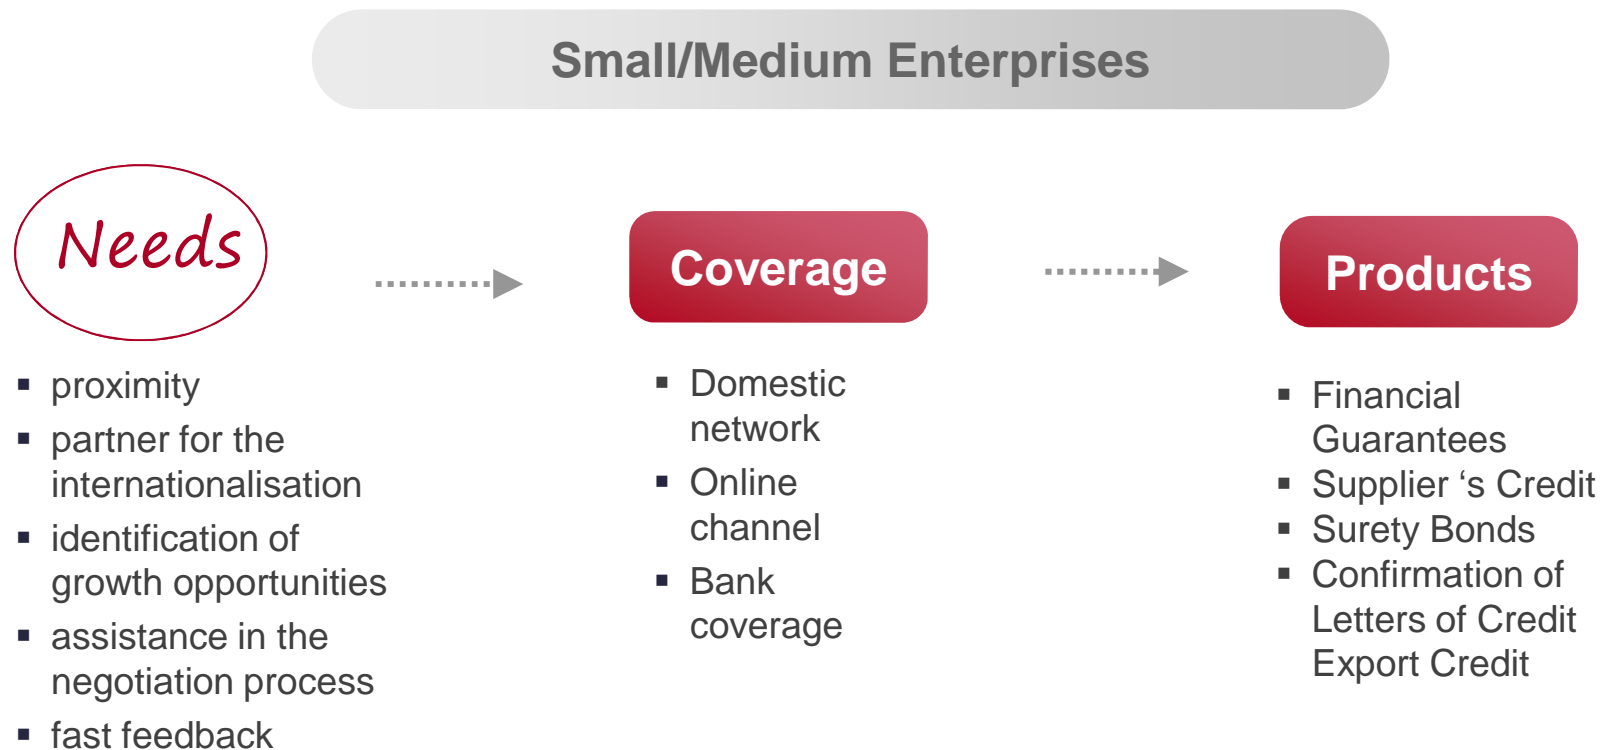 Small/Medium Enterprises
Needs
proximity
partner for the
internationalisation
identification of
growth opportunities
assistance in the
negotiation process
fast feedback
Coverage
Domestic
network
Online
channel
Bank
coverage
Products
Financial
Guarantees
Supplier ‘s Credit
Surety Bonds
Confirmation of
Letters of Credit
Export Credit